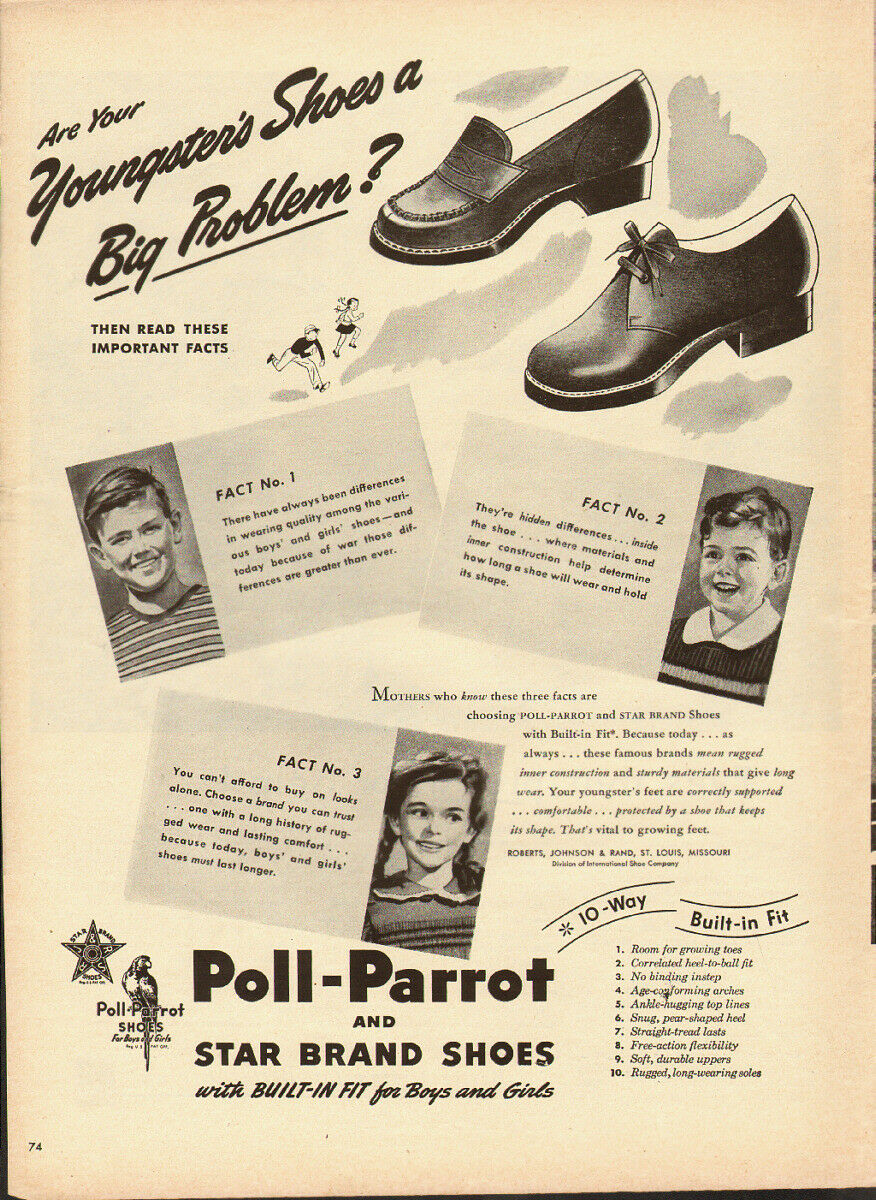 Are Your
Youngster's Shoes a
Big Problem?
THEN READ THESE
IMPORTANT FACTS
FACT No. 1
There have always been differences
in wearing quality among the vari-
ous boys' and girls' shoes—and
today because of war those dif-
ferences are greater than ever.
FACT No. 2
They're hidden differences... inside
the shoe . . . where materials and
inner construction help determine
how long a shoe will wear and hold
its shape.
MOTHERS who know these three facts are
choosing POLL-PARROT and STAR BRAND Shoes
with Built-in Fit*. Because today . . . as
always . . . these famous brands mean rugged
inner construction and sturdy materials that give long
wear. Your youngster's feet are correctly supported
. . . comfortable . . . protected by a shoe that keeps
its shape. That's vital to growing feet.
ROBERTS, JOHNSON & RAND, ST. LOUIS, MISSOURI
Division of International Shoe Company
FACT No. 3
You can't afford to buy on looks
alone. Choose a brand you can trust
. . . one with a long history of rug-
ged wear and lasting comfort . . .
because today, boys' and girls'
shoes must last longer.
* 10-Way Built-in Fit
1. Room for growing toes
2. Correlated heel-to-ball fit
3. No binding instep
4. Age-conforming arches
5. Ankle-hugging top lines
6. Snug, pear-shaped heel
7. Straight-tread lasts
8. Free-action flexibility
9. Soft, durable uppers
10. Rugged, long-wearing soles
STAR BRAND
SHOES
Poll-Parrot
SHOES
For Boys and Girls
Reg. U.S. PAT. OFF.
Poll-Parrot
AND
STAR BRAND SHOES
with BUILT-IN FIT for Boys and Girls
74